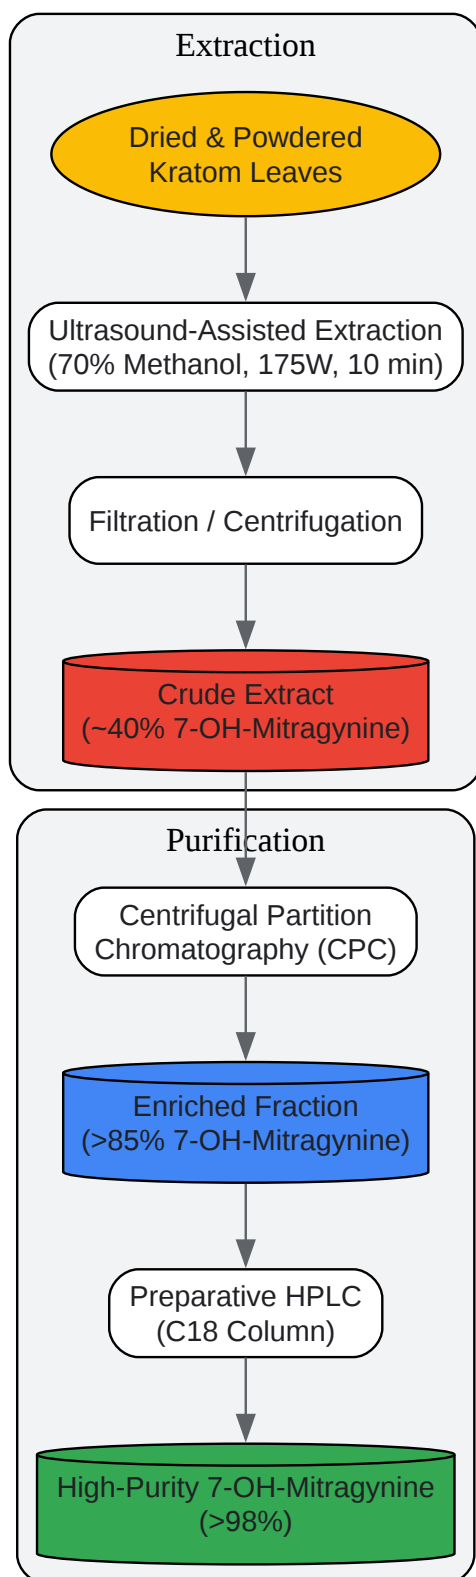 Extraction
Dried & Powdered
Kratom Leaves
Ultrasound-Assisted Extraction
(70% Methanol, 175W, 10 min)
Filtration / Centrifugation
Crude Extract
(~40% 7-OH-Mitragynine)
Purification
Centrifugal Partition
Chromatography (CPC)
Enriched Fraction
(>85% 7-OH-Mitragynine)
Preparative HPLC
(C18 Column)
High-Purity 7-OH-Mitragynine
(>98%)